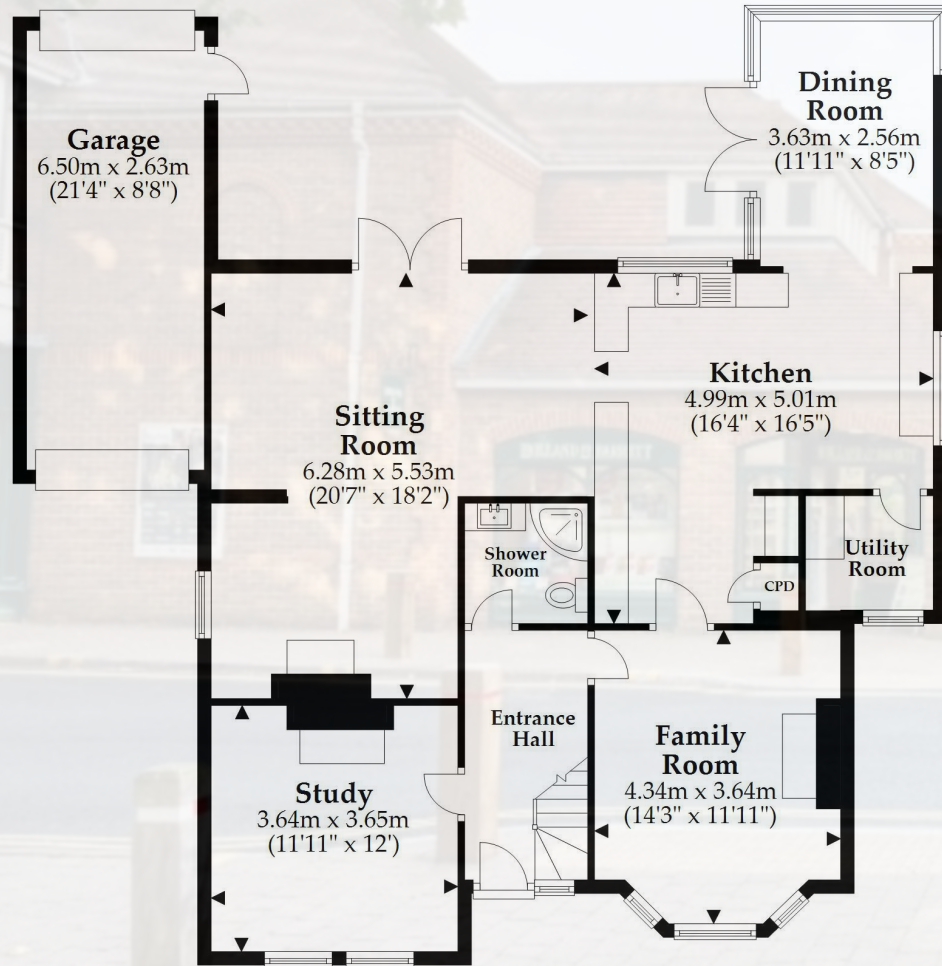 Garage
6.50m x 2.63m
(21'4" x 8'8")
Dining
Room
3.63m x 2.56m
(11'11" x 8'5")
Sitting
Room
6.28m x 5.53m
(20'7" x 18'2")
Kitchen
4.99m x 5.01m
(16'4" x 16'5")
Shower
Room
CPD
Utility
Room
Entrance
Hall
Family
Room
4.34m x 3.64m
(14'3" x 11'11")
Study
3.64m x 3.65m
(11'11" x 12')